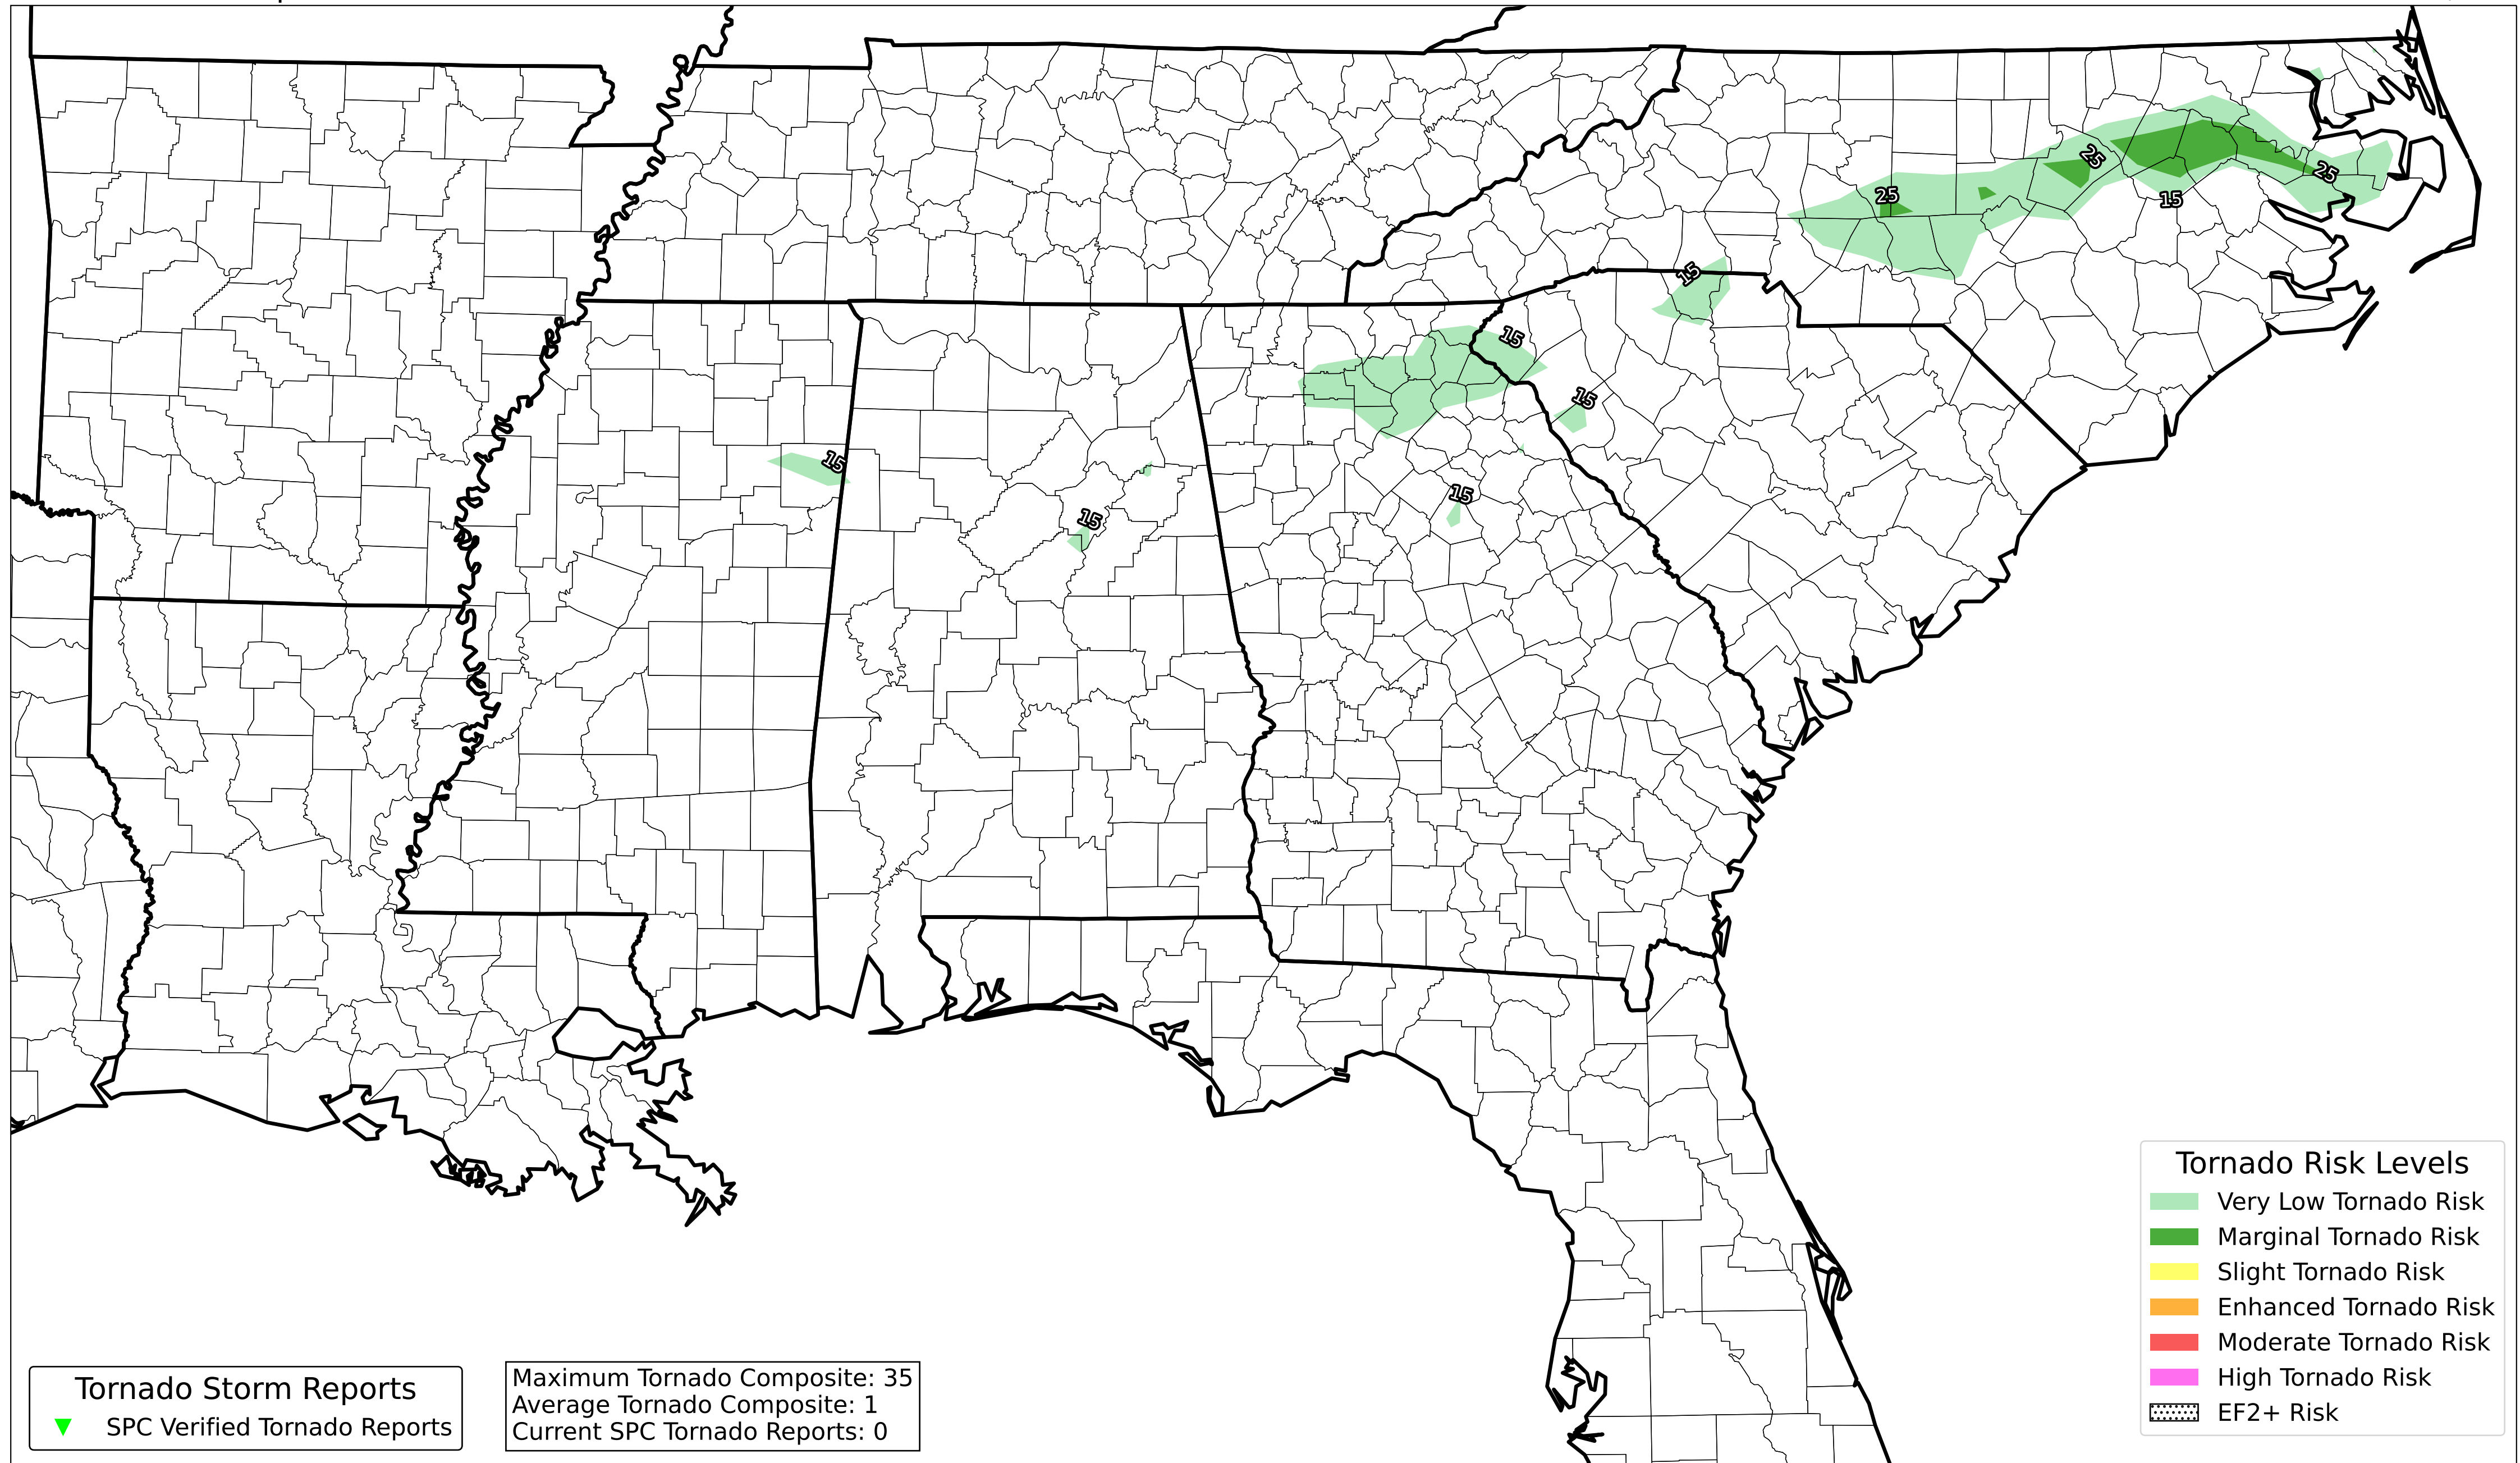 25
25
25
15
15
15
15
15
15
15
Tornado Risk Levels
Very Low Tornado Risk
Marginal Tornado Risk
Slight Tornado Risk
Enhanced Tornado Risk
Moderate Tornado Risk
High Tornado Risk
EF2+ Risk
Tornado Storm Reports
SPC Verified Tornado Reports
Maximum Tornado Composite: 35
Average Tornado Composite: 1
Current SPC Tornado Reports: 0